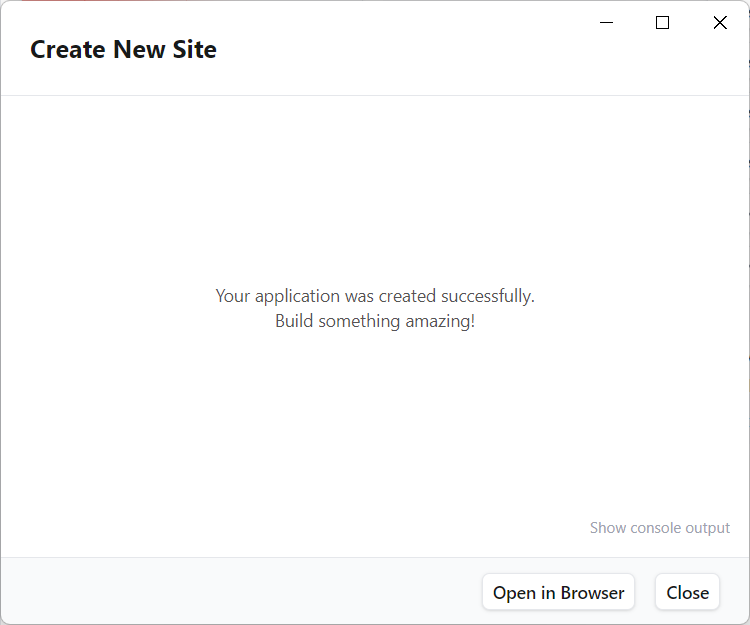 Create New Site
Your application was created successfully.
Build something amazing!
Show console output
Open in Browser
Close